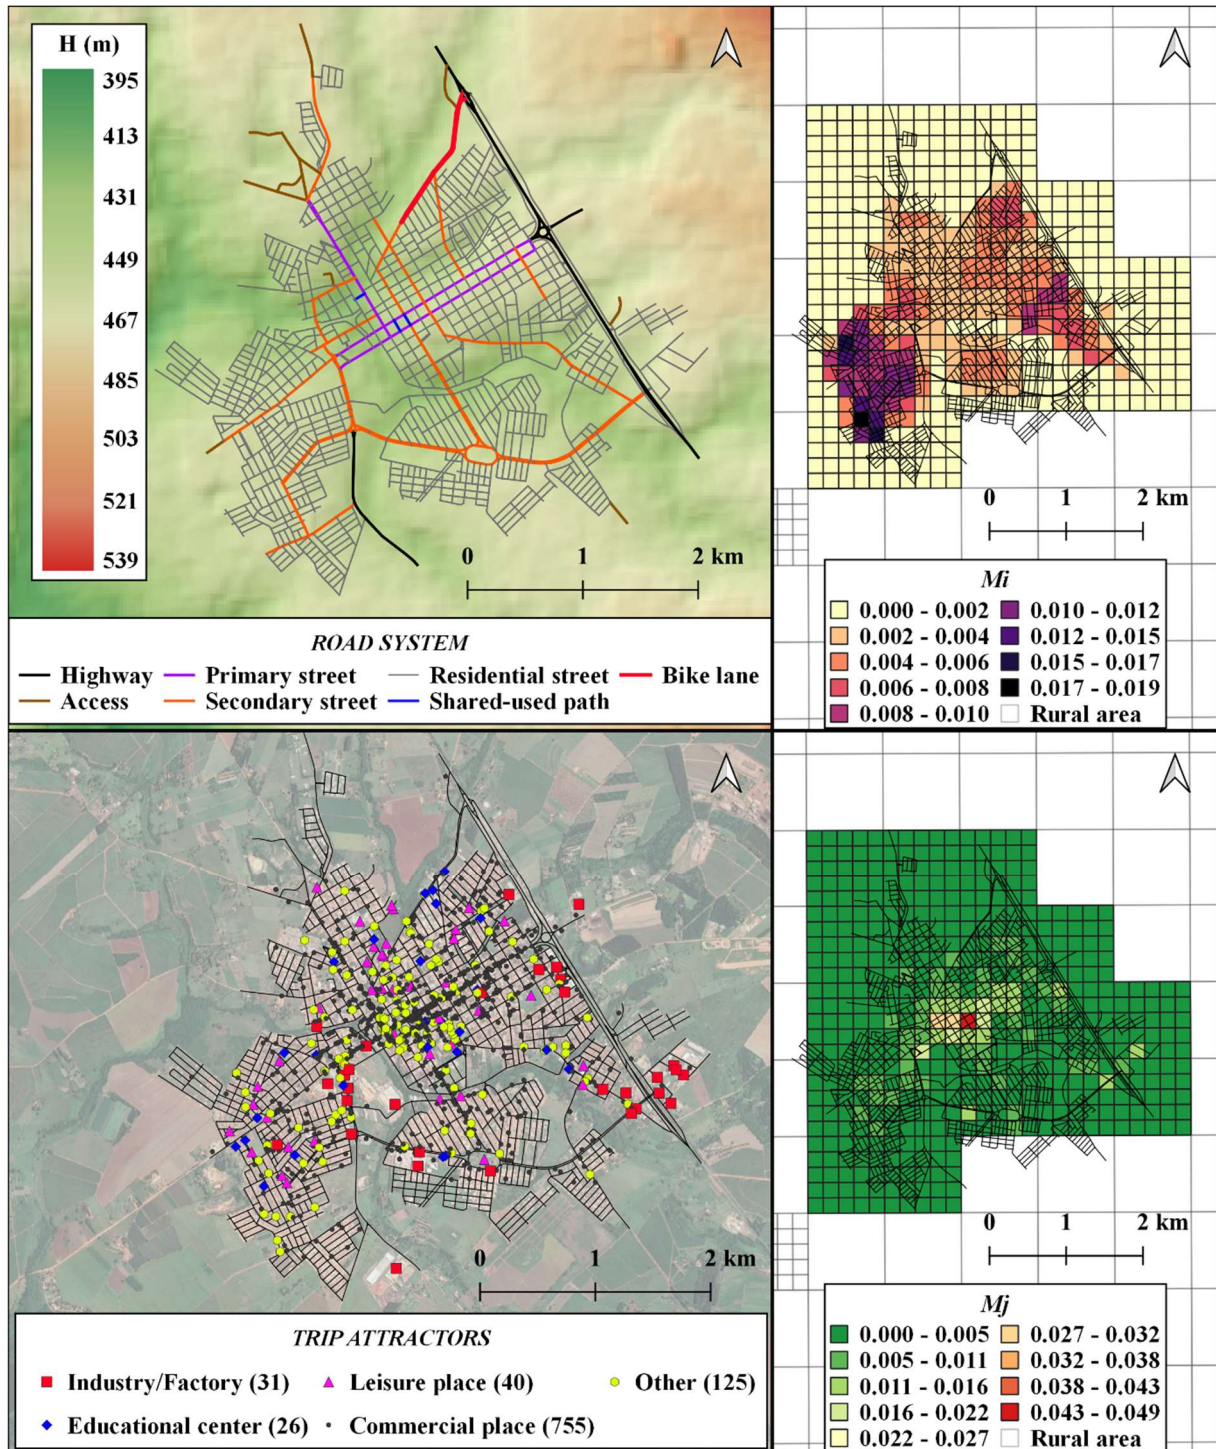 H (m)
395
413
431
449
467
485
503
521
539
0 1 2 km
ROAD SYSTEM
Highway Primary street Residential street Bike lane
Access Secondary street Shared-used path
0 1 2 km
Mi
0.000 - 0.002 0.010 - 0.012
0.002 - 0.004 0.012 - 0.015
0.004 - 0.006 0.015 - 0.017
0.006 - 0.008 0.017 - 0.019
0.008 - 0.010 Rural area
0 1 2 km
TRIP ATTRACTORS
Industry/Factory (31) Leisure place (40) Other (125)
Educational center (26) Commercial place (755)
0 1 2 km
Mj
0.000 - 0.005 0.027 - 0.032
0.005 - 0.011 0.032 - 0.038
0.011 - 0.016 0.038 - 0.043
0.016 - 0.022 0.043 - 0.049
0.022 - 0.027 Rural area